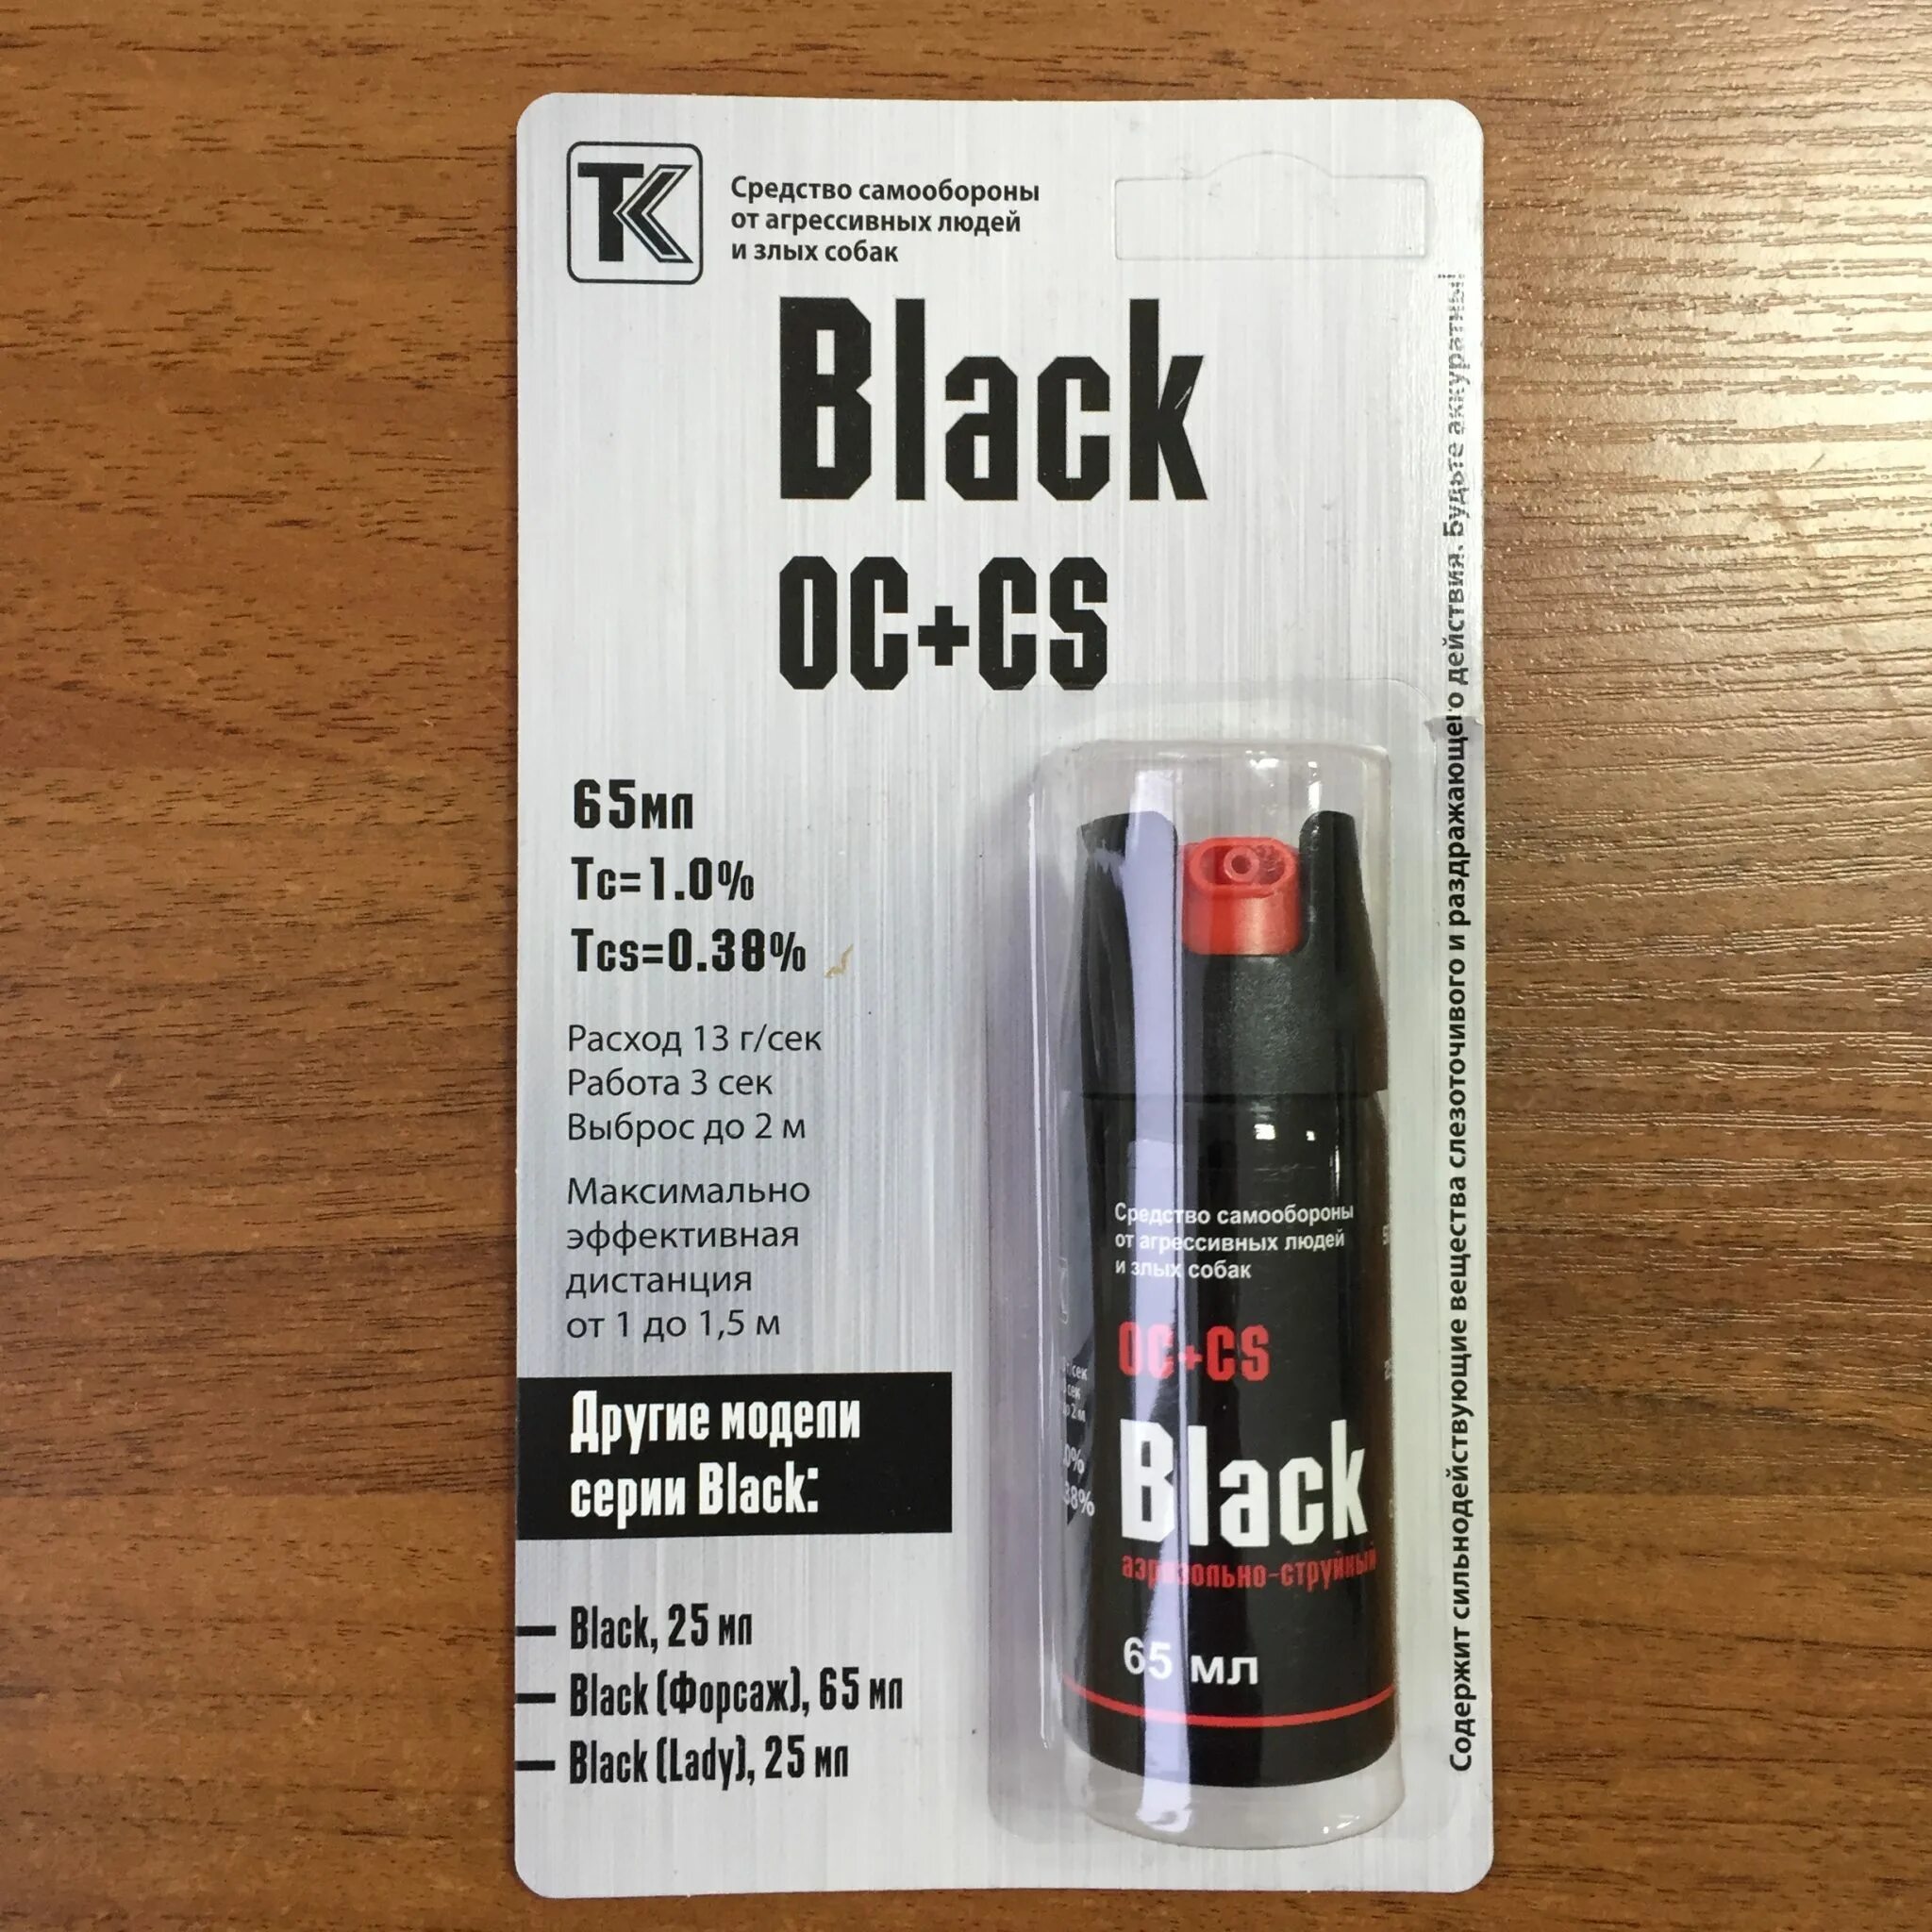 ТК
Средство самообороны
от агрессивных людей
и злых собак
Black
OC+CS
65мл
Tc=1.0%
Tcs=0.38%
Расход 13 г/сек
Работа 3 сек
Выброс до 2 м
Максимально
эффективная
дистанция
от 1 до 1,5 м
Другие модели
серии Black:
Black, 25 мл
Black (Форсаж), 65 мл
Black (Lady), 25 мл
Средство самообороны
от агрессивных людей
и злых собак
OC+CS
Black
аэрозольно-струйный
65 мл
Содержит сильнодействующие вещества слезоточивого и раздражающего действия. Будьте аккуратны!